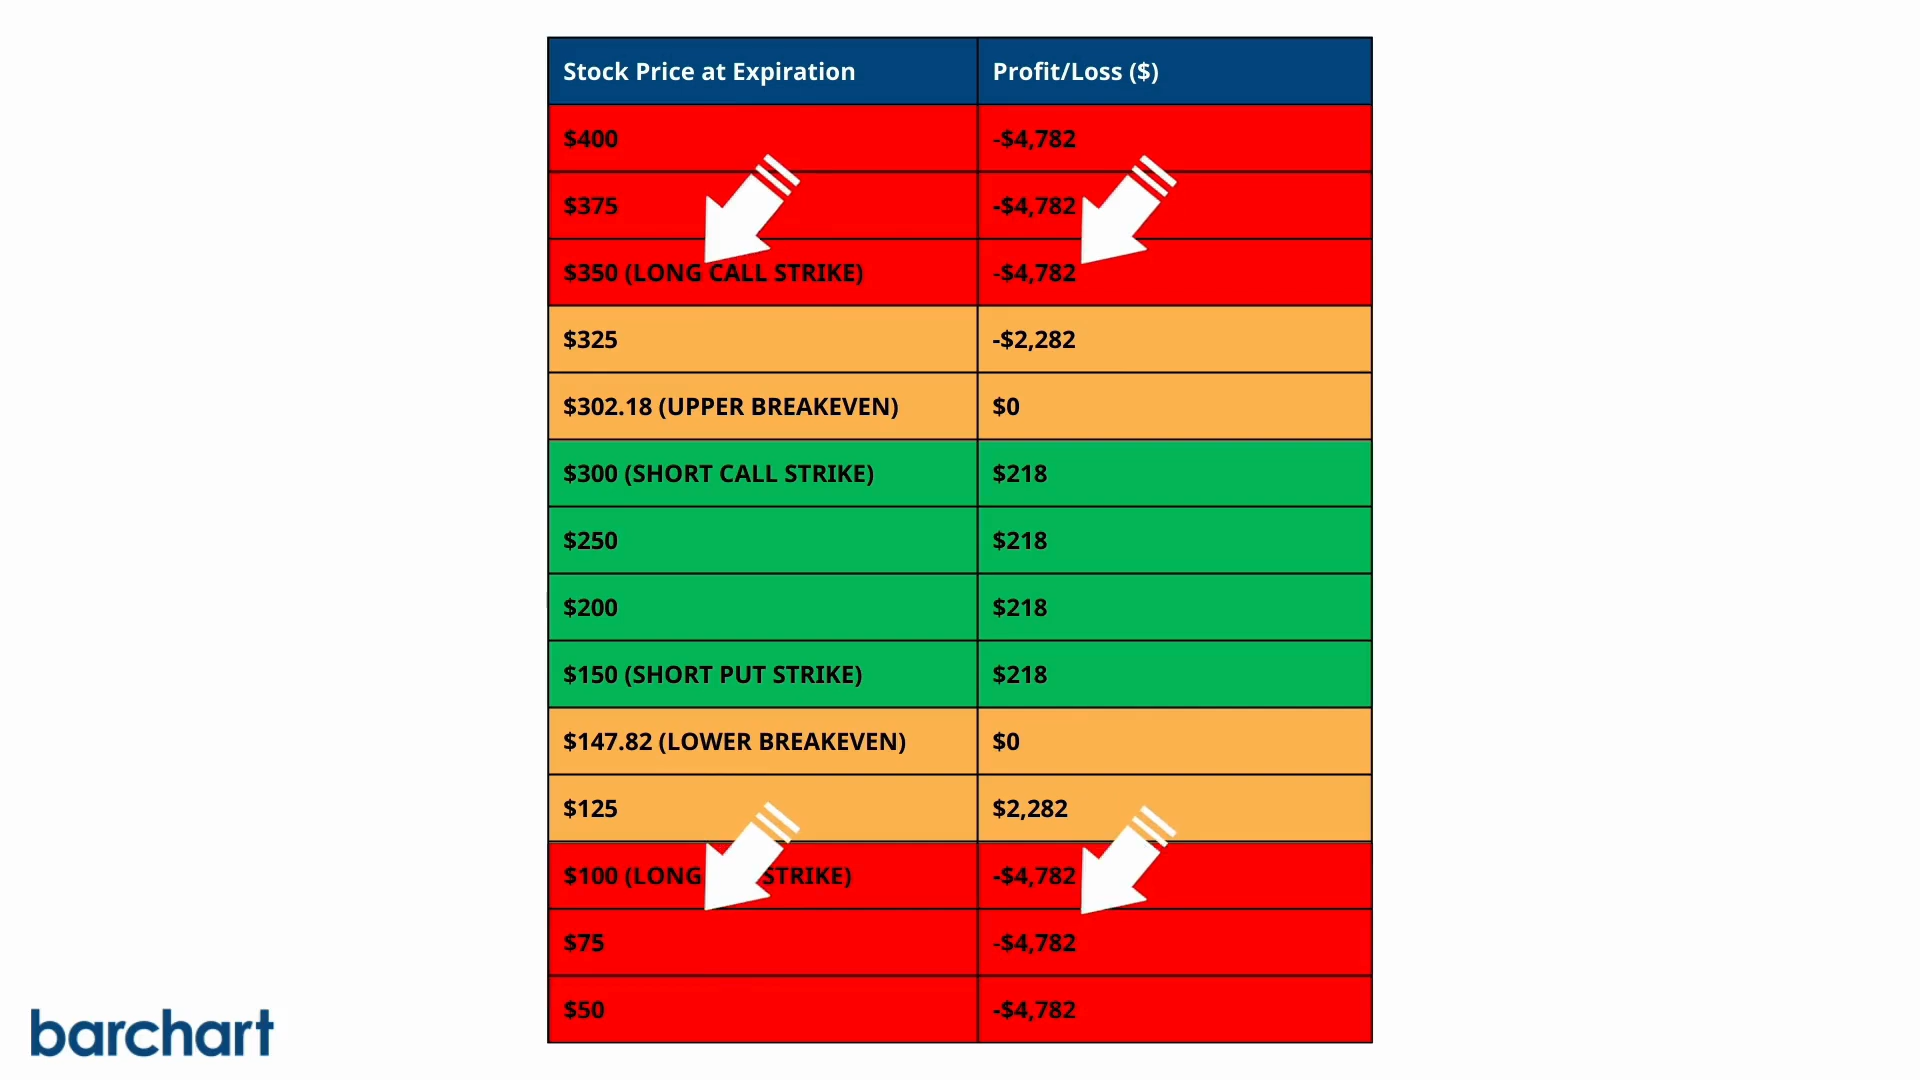 Stock Price at Expiration Profit/Loss ($)
$400 -$4,782
$375 -$4,782
$350 (LONG CALL STRIKE) -$4,782
$325 -$2,282
$302.18 (UPPER BREAKEVEN) $0
$300 (SHORT CALL STRIKE) $218
$250 $218
$200 $218
$150 (SHORT PUT STRIKE) $218
$147.82 (LOWER BREAKEVEN) $0
$125 $2,282
$100 (LONG STRIKE) -$4,782
$75 -$4,782
$50 -$4,782
barchart